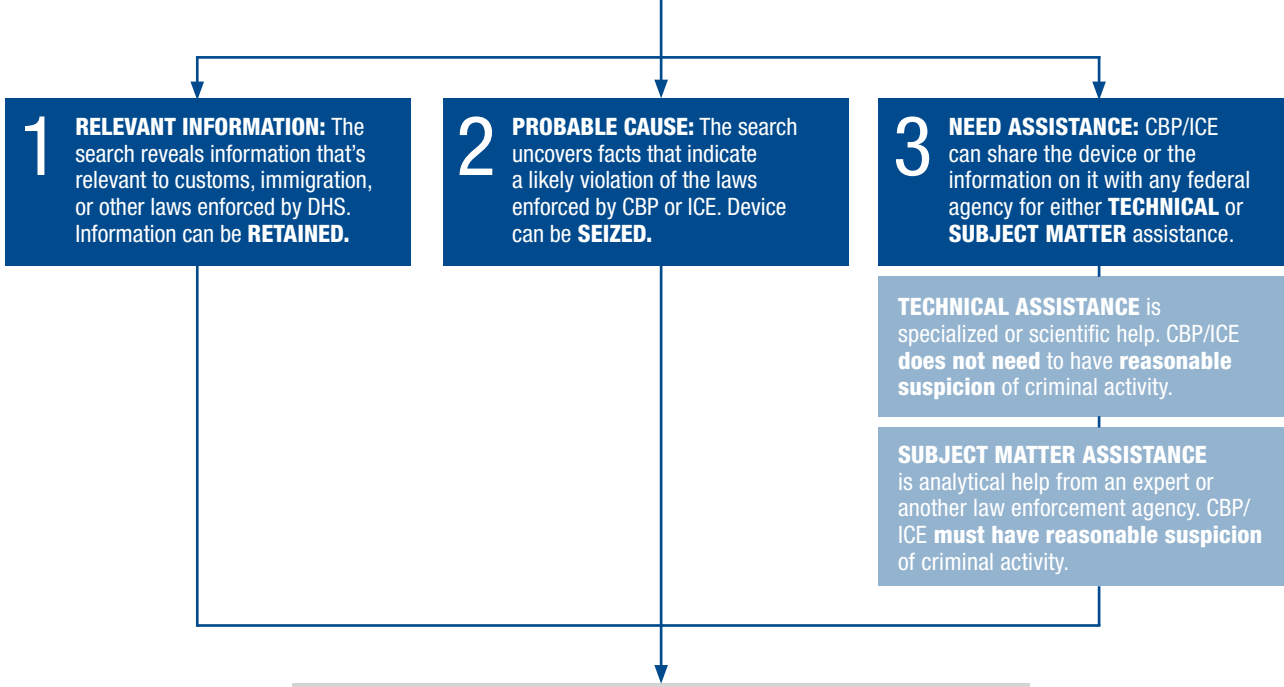 1
RELEVANT INFORMATION: The
search reveals information that's
relevant to customs, immigration,
or other laws enforced by DHS.
Information can be RETAINED.
2
PROBABLE CAUSE: The search
uncovers facts that indicate
a likely violation of the laws
enforced by CBP or ICE. Device
can be SEIZED.
3
NEED ASSISTANCE: CBP/ICE
can share the device or the
information on it with any federal
agency for either TECHNICAL or
SUBJECT MATTER assistance.
TECHNICAL ASSISTANCE is
specialized or scientific help. CBP/ICE
does not need to have reasonable
suspicion of criminal activity.
SUBJECT MATTER ASSISTANCE
is analytical help from an expert or
another law enforcement agency. CBP/
ICE must have reasonable suspicion
of criminal activity.